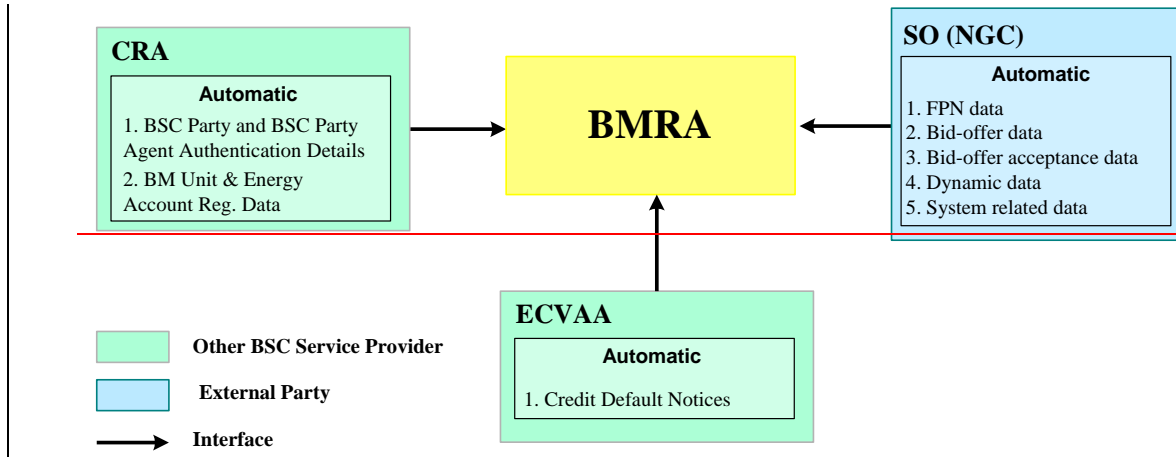 CRA
Automatic
1. BSC Party and BSC Party
Agent Authentication Details
2. BM Unit & Energy
Account Reg. Data
BMRA
SO (NGC)
Automatic
1. FPN data
2. Bid-offer data
3. Bid-offer acceptance data
4. Dynamic data
5. System related data
ECVAA
Automatic
1. Credit Default Notices
Other BSC Service Provider
External Party
Interface